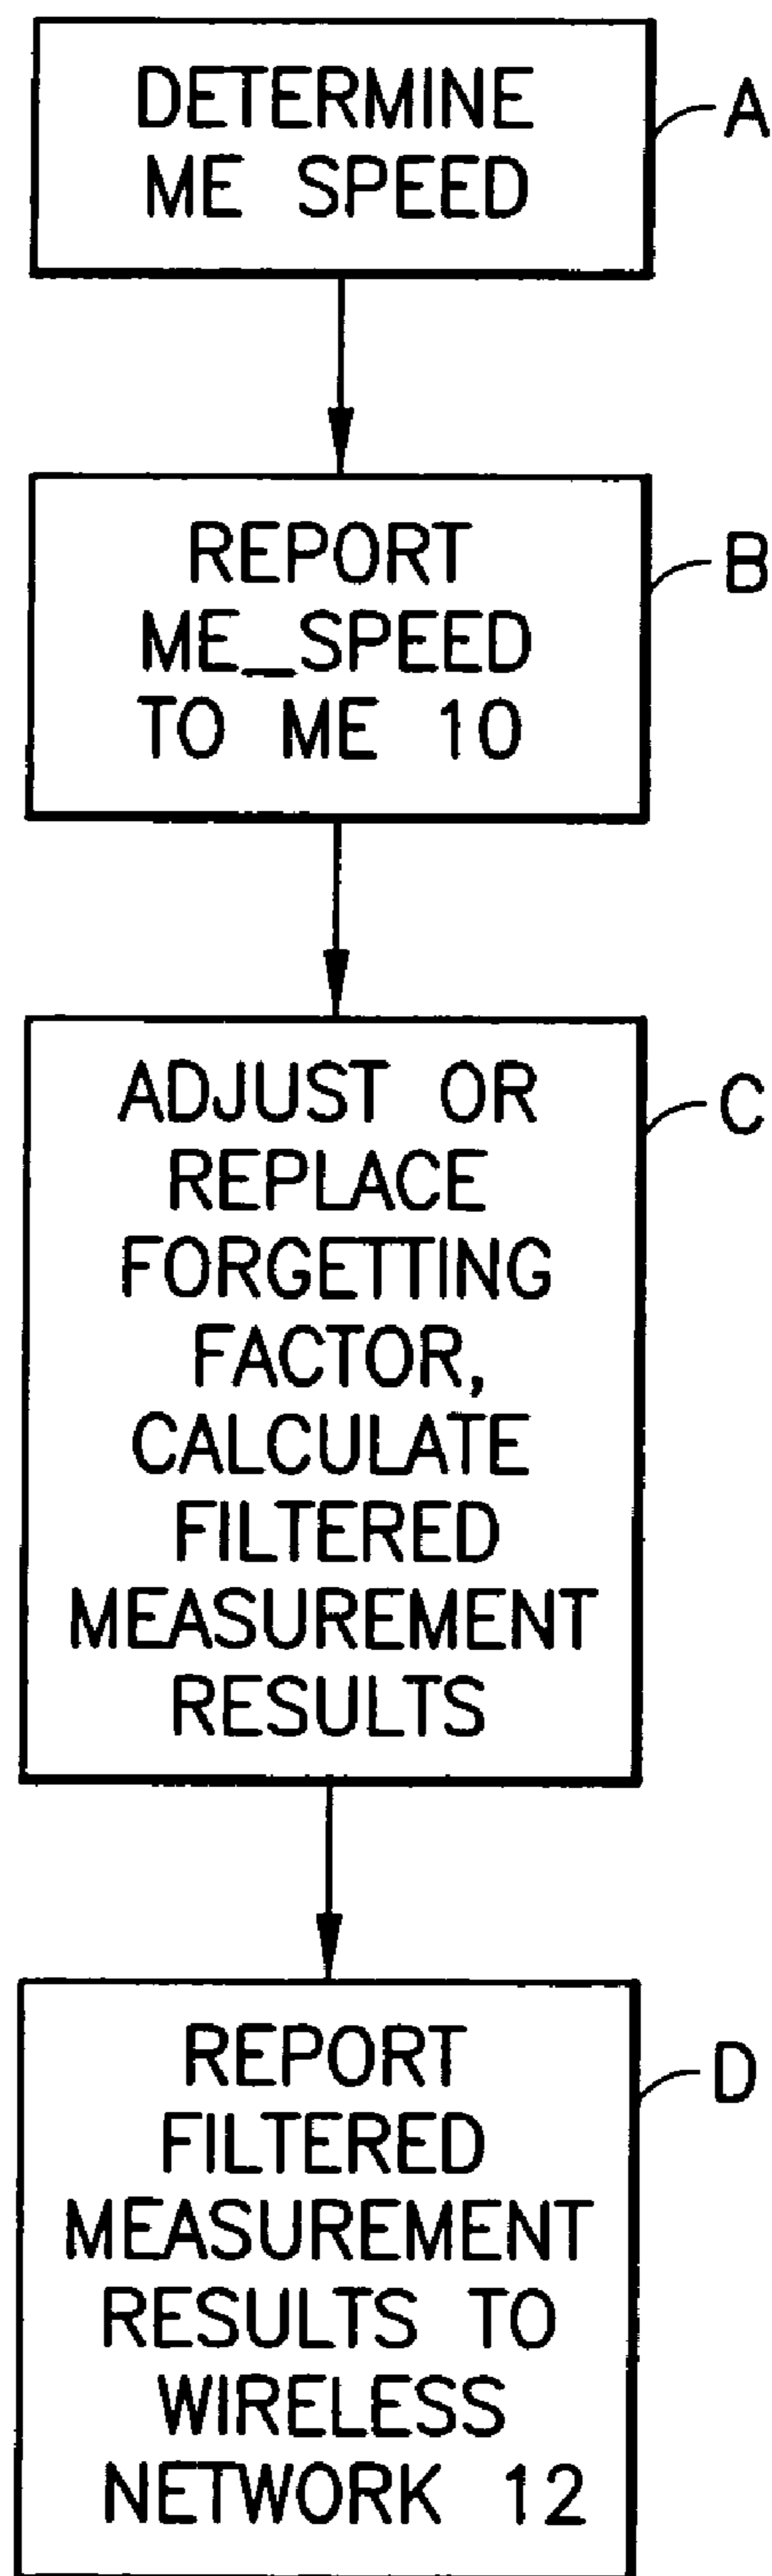 DETERMINE
ME SPEED
A
REPORT
ME_SPEED
TO ME 10
B
ADJUST OR
REPLACE
FORGETTING
FACTOR,
CALCULATE
FILTERED
MEASUREMENT
RESULTS
C
REPORT
FILTERED
MEASUREMENT
RESULTS TO
WIRELESS
NETWORK 12
D